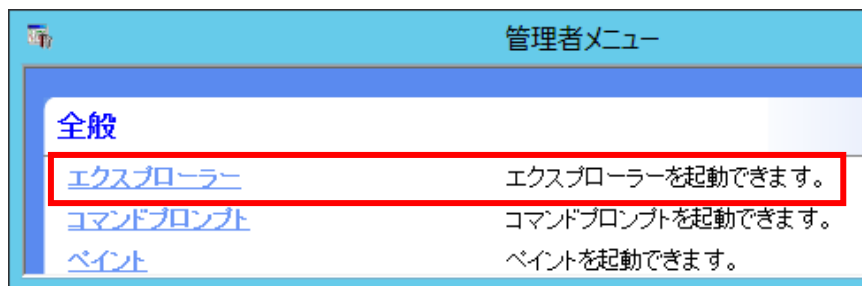 管理者メニュー
全般
エクスプローラー エクスプローラーを起動できます。
コマンドプロンプト コマンドプロンプトを起動できます。
ペイント ペイントを起動できます。